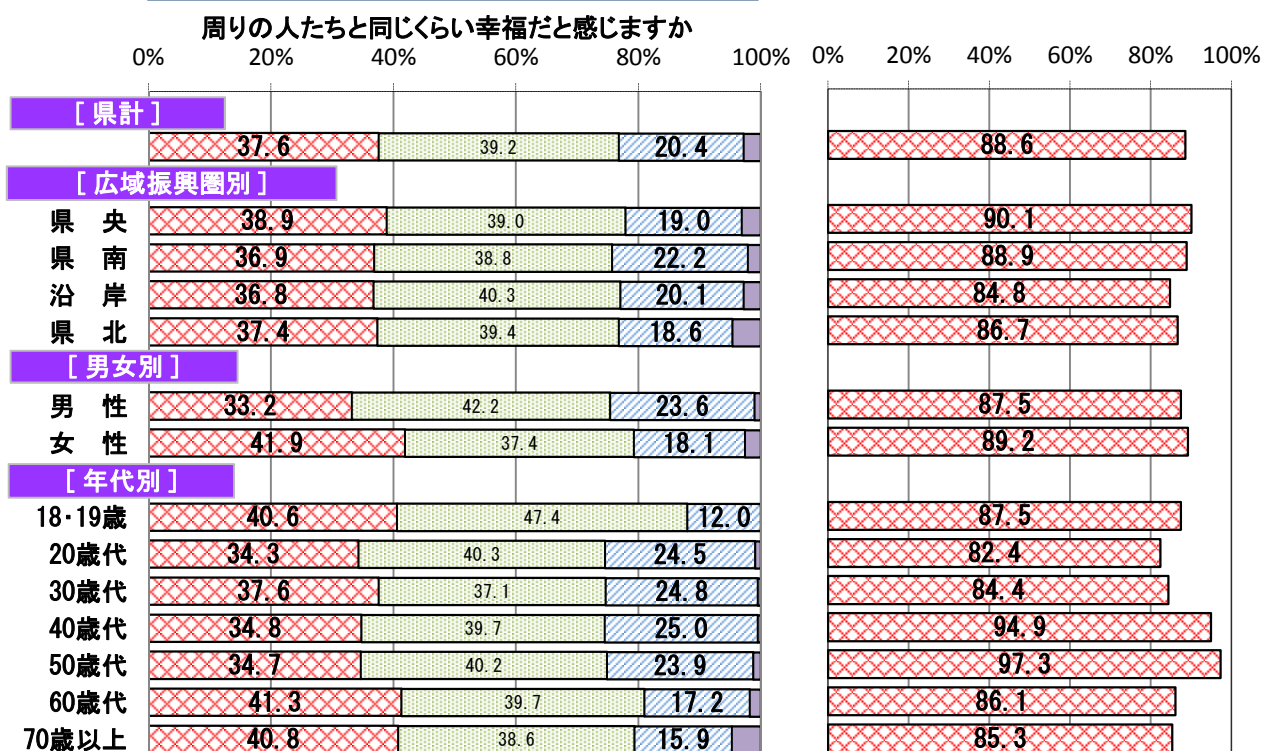 周りの人たちと同じくらい幸福だと感じますか
0% 20% 40% 60% 80% 100% 0% 20% 40% 60% 80% 100%
[ 県計 ]
37.6 39.2 20.4 88.6
[ 広域振興圏別 ]
県 央 38.9 39.0 19.0 90.1
県 南 36.9 38.8 22.2 88.9
沿 岸 36.8 40.3 20.1 84.8
県 北 37.4 39.4 18.6 86.7
[ 男女別 ]
男 性 33.2 42.2 23.6 87.5
女 性 41.9 37.4 18.1 89.2
[ 年代別 ]
18・19歳 40.6 47.4 12.0 87.5
20歳代 34.3 40.3 24.5 82.4
30歳代 37.6 37.1 24.8 84.4
40歳代 34.8 39.7 25.0 94.9
50歳代 34.7 40.2 23.9 97.3
60歳代 41.3 39.7 17.2 86.1
70歳以上 40.8 38.6 15.9 85.3